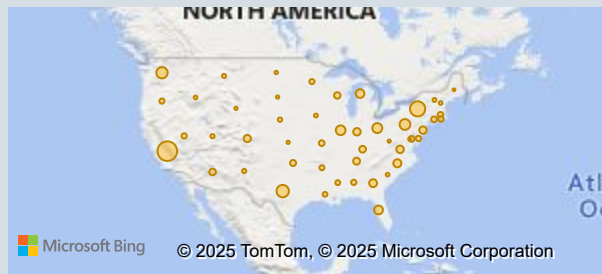 NORTH AMERICA
Atl
Oc
Microsoft Bing
© 2025 TomTom, © 2025 Microsoft Corporation